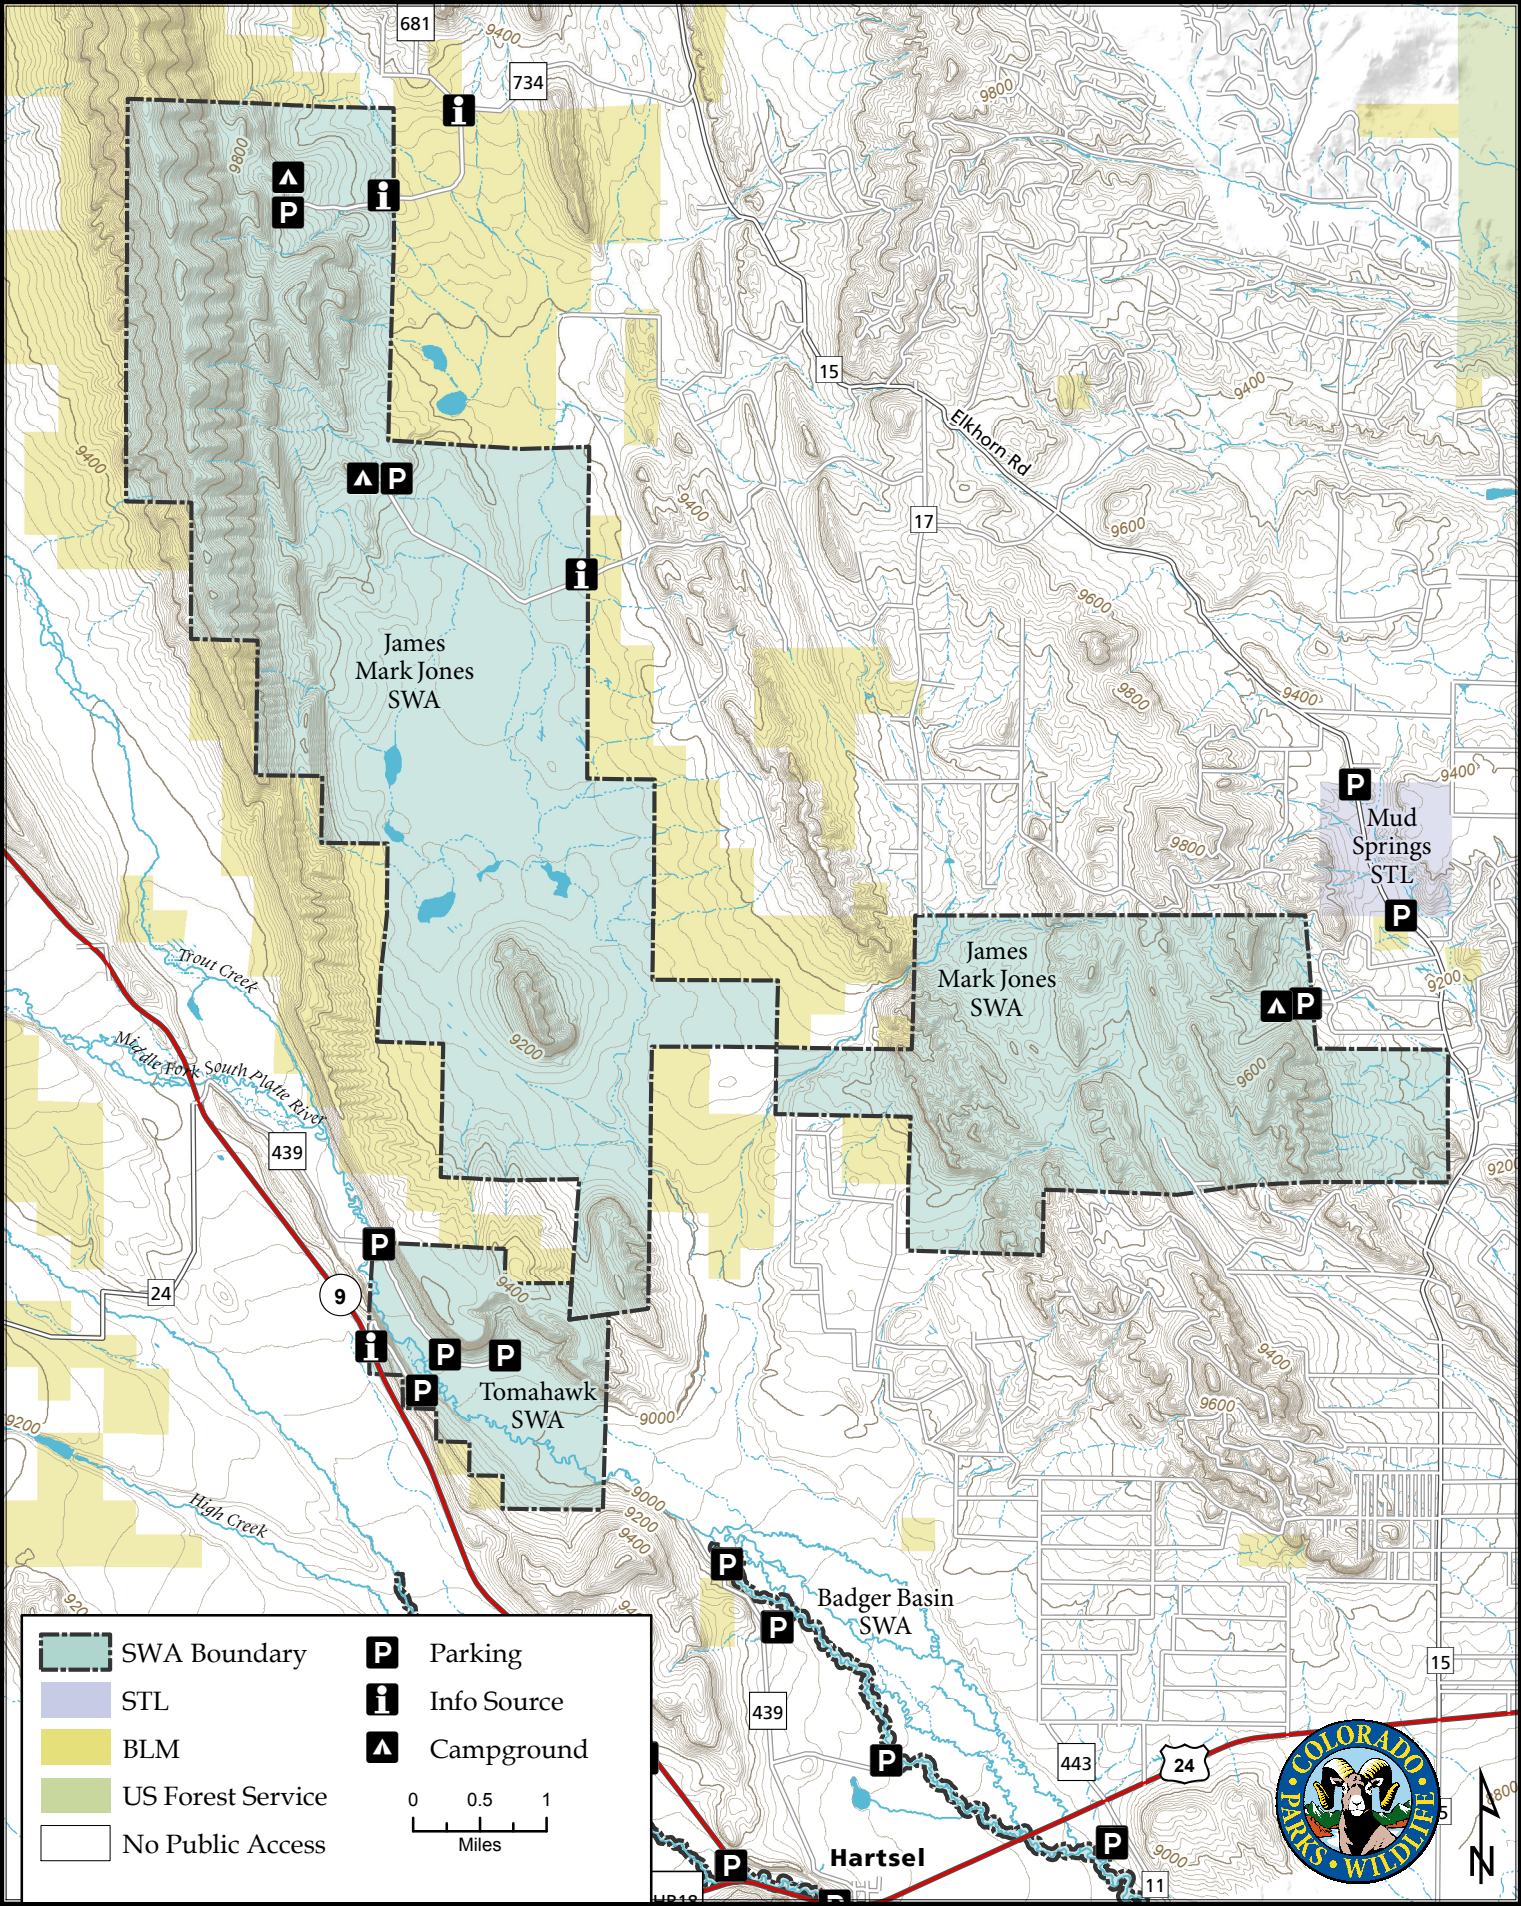 681
9400
734
9800
9800
15
9400
Elkhorn Rd
9400
9400
17
9600
9600
James
Mark Jones
SWA
9800
9400
9400
Mud
Springs
STL
9800
James
Mark Jones
SWA
Trout Creek
9200
9200
Middle Fork South Platte River
9600
439
9200
24
9
9400
9400
Tomahawk
SWA
9000
9600
9200
High Creek
9000
9200
9400
Badger Basin
SWA
15
439
443
24
Hartsel
9000
8800
11
SWA Boundary
STL
BLM
US Forest Service
No Public Access
Parking
Info Source
Campground
0 0.5 1
Miles
COLORADO
PARKS • WILDLIFE
N